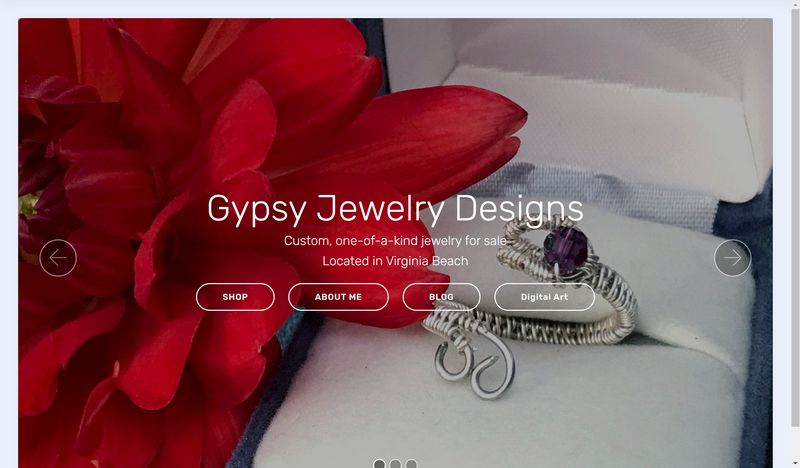 Gypsy Jewelry Designs
Custom, one-of-a-kind jewelry for sale
Located in Virginia Beach
SHOP
ABOUT ME
BLOG
Digital Art